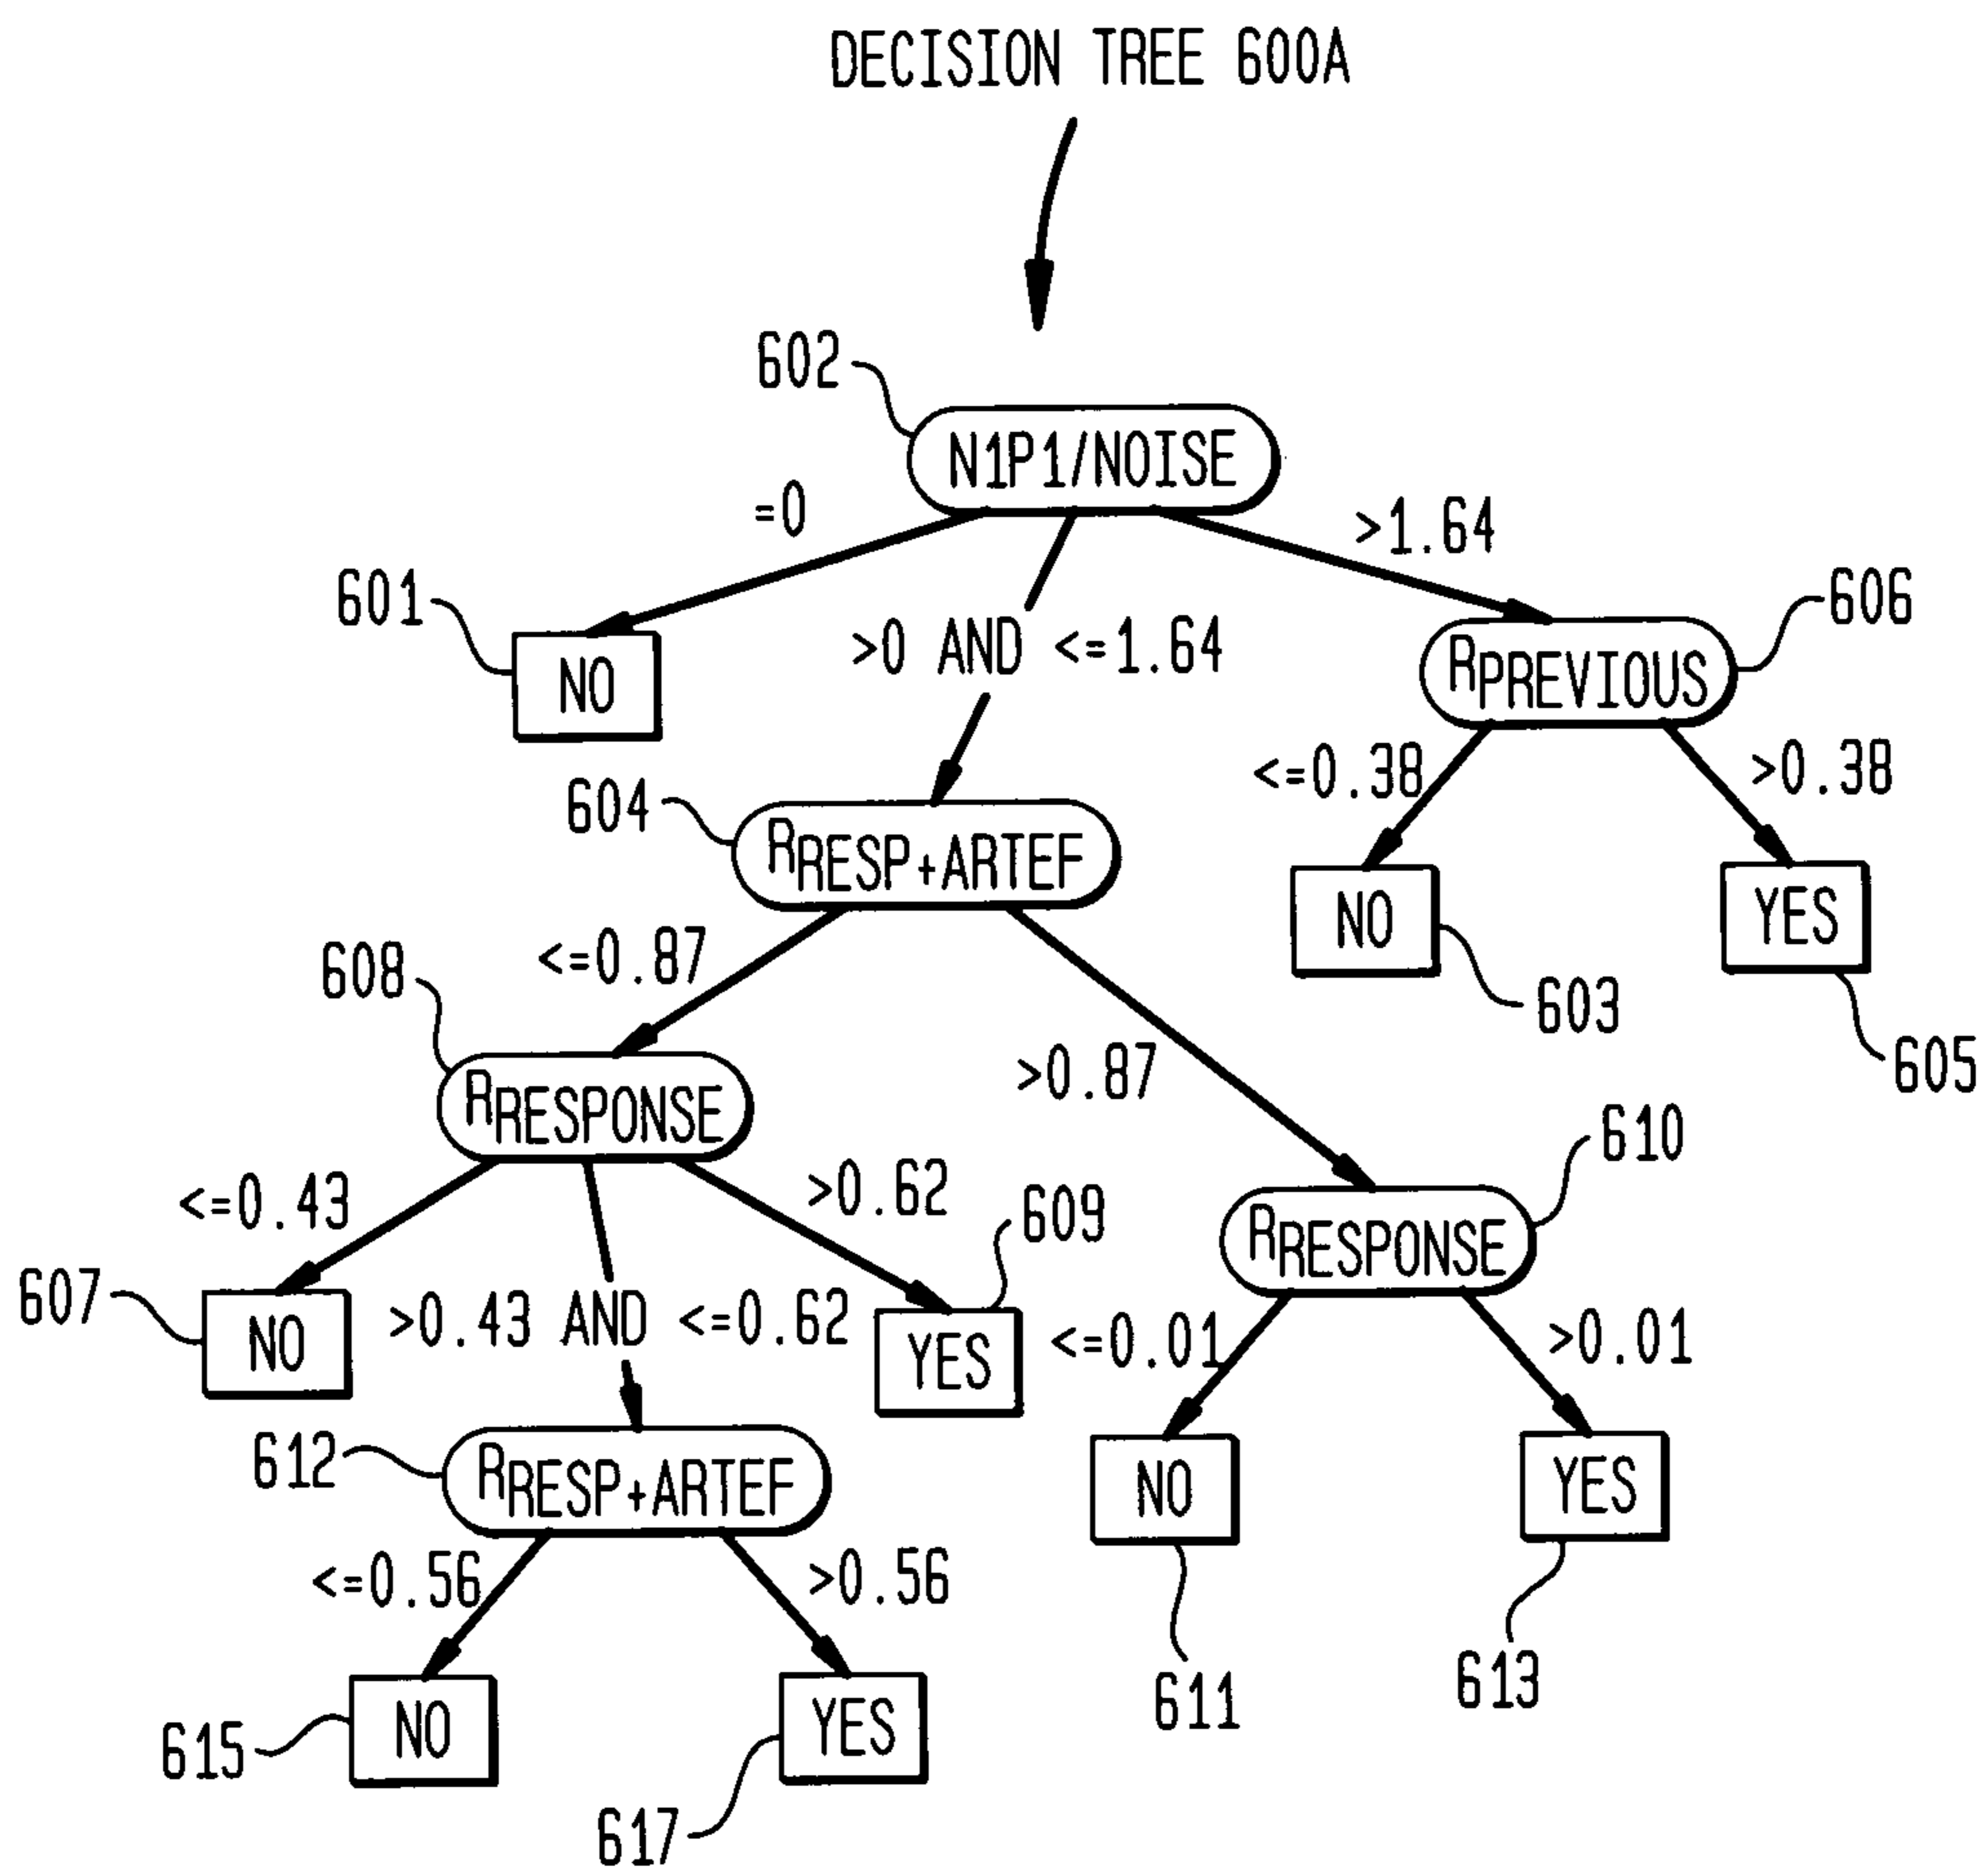 DECISION TREE 600A
602
N1P1/NOISE
=0
>1.64
601
606
NO
>0 AND <=1.64
RPREVIOUS
<=0.38
>0.38
604
RRESP+ARTEF
NO
YES
608
<=0.87
603
605
>0.87
RRESPONSE
610
<=0.43
>0.62
609
RRESPONSE
607
NO
>0.43 AND <=0.62
YES
<=0.01
>0.01
612
RRESP+ARTEF
NO
YES
<=0.56
>0.56
611
613
615
NO
YES
617